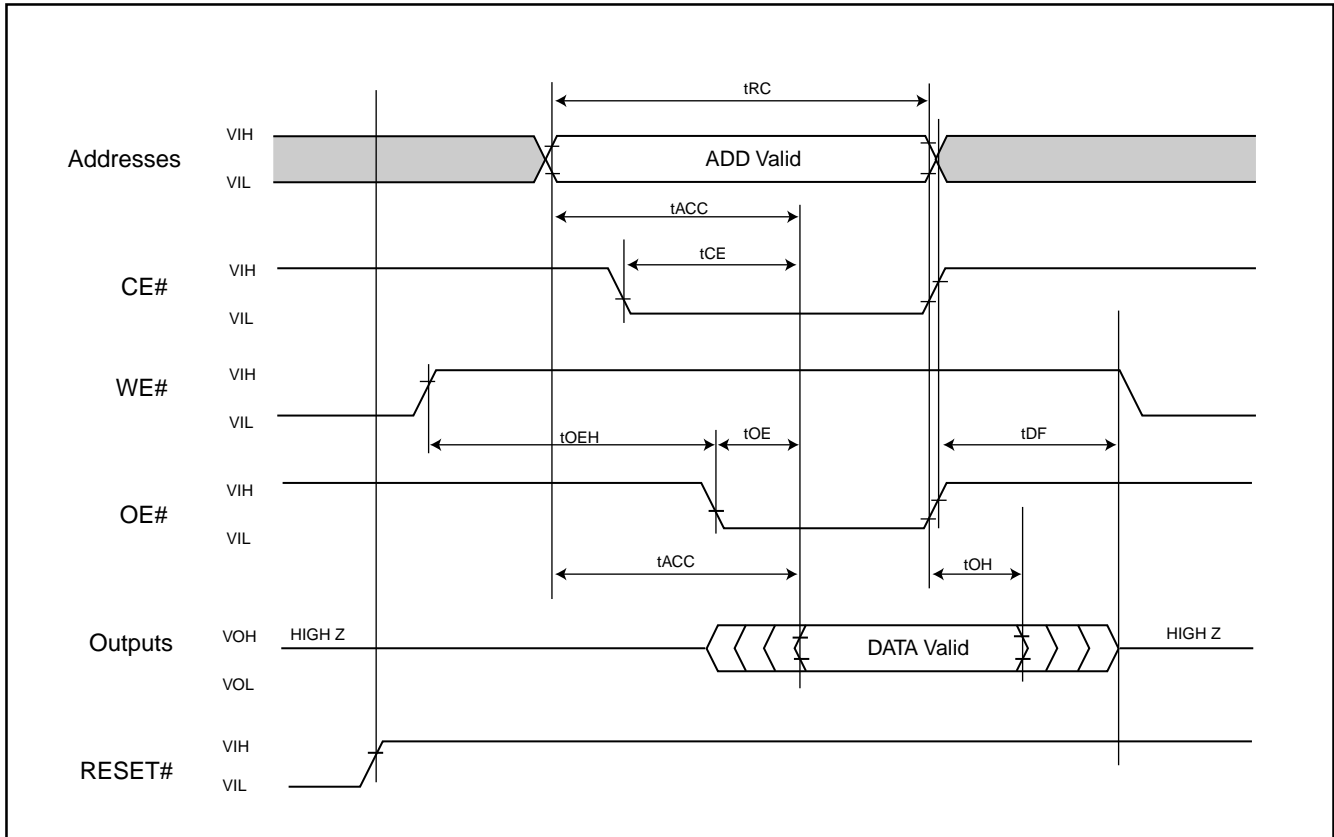 tRC
VIH
Addresses
ADD Valid
VIL
tACC
tCE
VIH
CE#
VIL
VIH
WE#
VIL
tOEH
tOE
tDF
VIH
OE#
VIL
tACC
tOH
Outputs
VOH
HIGH Z
DATA Valid
HIGH Z
VOL
VIH
RESET#
VIL